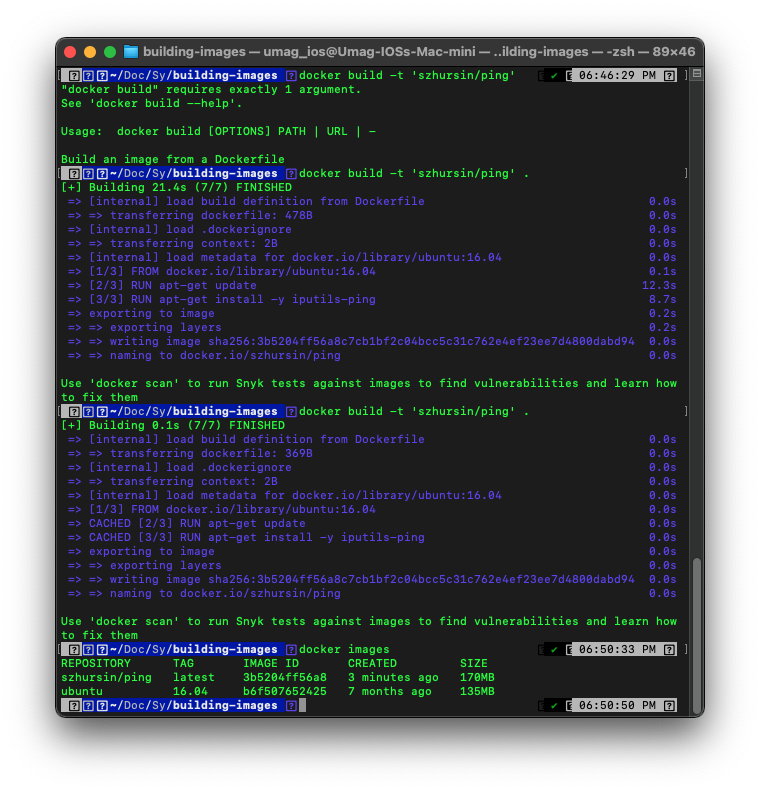 building-images — umag_ios@Umag-IOSs-Mac-mini — ..ilding-images — -zsh — 89×46
[ ~/Doc/Sy/building-images docker build -t 'szhursin/ping' ✔ 06:46:29 PM ]
"docker build" requires exactly 1 argument.
See 'docker build --help'.
Usage:  docker build [OPTIONS] PATH | URL | -
Build an image from a Dockerfile
[ ~/Doc/Sy/building-images docker build -t 'szhursin/ping' . ]
[+] Building 21.4s (7/7) FINISHED
=> [internal] load build definition from Dockerfile 0.0s
=> => transferring dockerfile: 478B 0.0s
=> [internal] load .dockerignore 0.0s
=> => transferring context: 2B 0.0s
=> [internal] load metadata for docker.io/library/ubuntu:16.04 0.0s
=> [1/3] FROM docker.io/library/ubuntu:16.04 0.1s
=> [2/3] RUN apt-get update 12.3s
=> [3/3] RUN apt-get install -y iputils-ping 8.7s
=> exporting to image 0.2s
=> => exporting layers 0.2s
=> => writing image sha256:3b5204ff56a8c7cb1bf2c04bcc5c31c762e4ef23ee7d4800dabd94 0.0s
=> => naming to docker.io/szhursin/ping 0.0s
Use 'docker scan' to run Snyk tests against images to find vulnerabilities and learn how
to fix them
[ ~/Doc/Sy/building-images docker build -t 'szhursin/ping' . ]
[+] Building 0.1s (7/7) FINISHED
=> [internal] load build definition from Dockerfile 0.0s
=> => transferring dockerfile: 369B 0.0s
=> [internal] load .dockerignore 0.0s
=> => transferring context: 2B 0.0s
=> [internal] load metadata for docker.io/library/ubuntu:16.04 0.0s
=> [1/3] FROM docker.io/library/ubuntu:16.04 0.0s
=> CACHED [2/3] RUN apt-get update 0.0s
=> CACHED [3/3] RUN apt-get install -y iputils-ping 0.0s
=> exporting to image 0.0s
=> => exporting layers 0.0s
=> => writing image sha256:3b5204ff56a8c7cb1bf2c04bcc5c31c762e4ef23ee7d4800dabd94 0.0s
=> => naming to docker.io/szhursin/ping 0.0s
Use 'docker scan' to run Snyk tests against images to find vulnerabilities and learn how
to fix them
[ ~/Doc/Sy/building-images docker images ✔ 06:50:33 PM ]
REPOSITORY TAG IMAGE ID CREATED SIZE
szhursin/ping latest 3b5204ff56a8 3 minutes ago 170MB
ubuntu 16.04 b6f507652425 7 months ago 135MB
~/Doc/Sy/building-images ✔ 06:50:50 PM